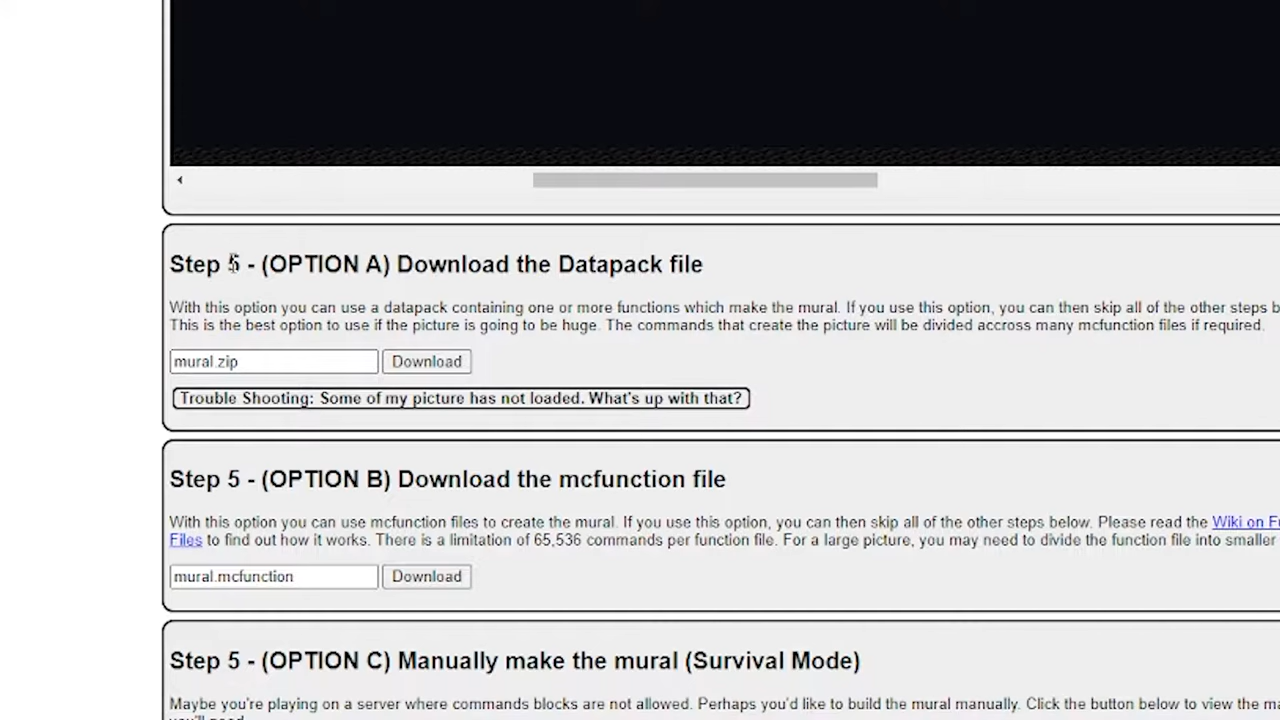 Step 5 - (OPTION A) Download the Datapack file
With this option you can use a datapack containing one or more functions which make the mural. If you use this option, you can then skip all of the other steps
This is the best option to use if the picture is going to be huge. The commands that create the picture will be divided accross many mcfunction files if required.
mural.zip Download
Trouble Shooting: Some of my picture has not loaded. What's up with that?
Step 5 - (OPTION B) Download the mcfunction file
With this option you can use mcfunction files to create the mural. If you use this option, you can then skip all of the other steps below. Please read the Wiki on
Files to find out how it works. There is a limitation of 65,536 commands per function file. For a large picture, you may need to divide the function file into smaller
mural.mcfunction Download
Step 5 - (OPTION C) Manually make the mural (Survival Mode)
Maybe you're playing on a server where commands blocks are not allowed. Perhaps you'd like to build the mural manually. Click the button below to view the
you'll need